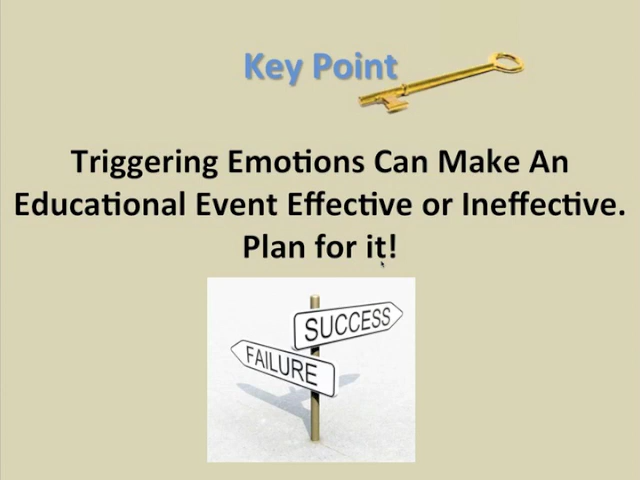 Key Point
Triggering Emotions Can Make An
Educational Event Effective or Ineffective.
Plan for it!
SUCCESS
FAILURE